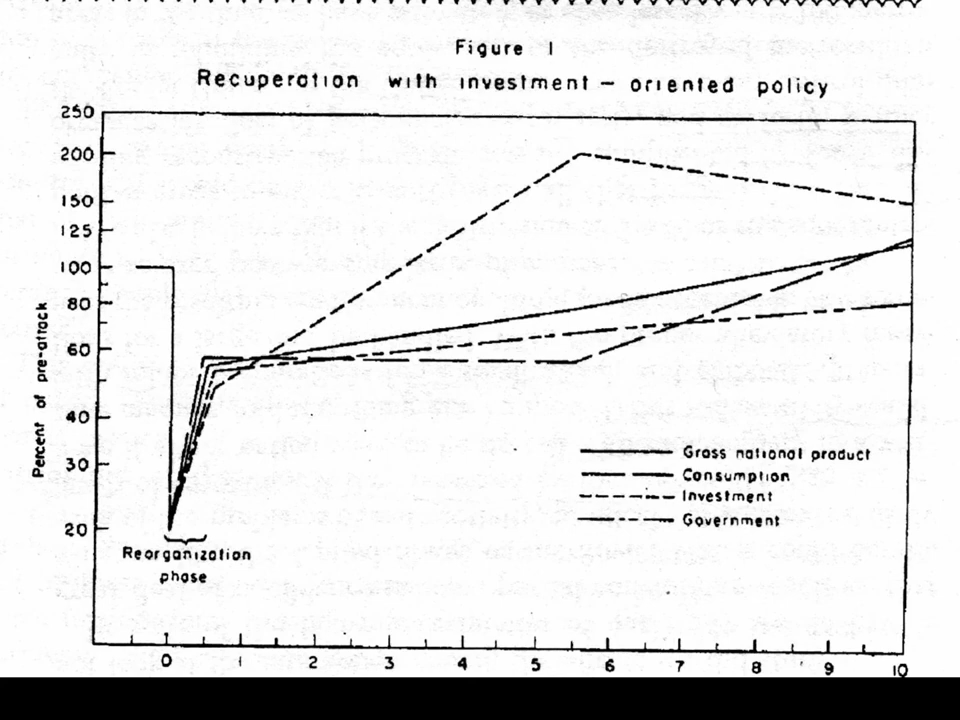 Figure 1
Recuperation with investment – oriented policy
250
200
150
125
100
80
60
40
30
20
Percent of pre-attack
Reorganization
phase
Gross national product
Consumption
Investment
Government
0 1 2 3 4 5 6 7 8 9 10